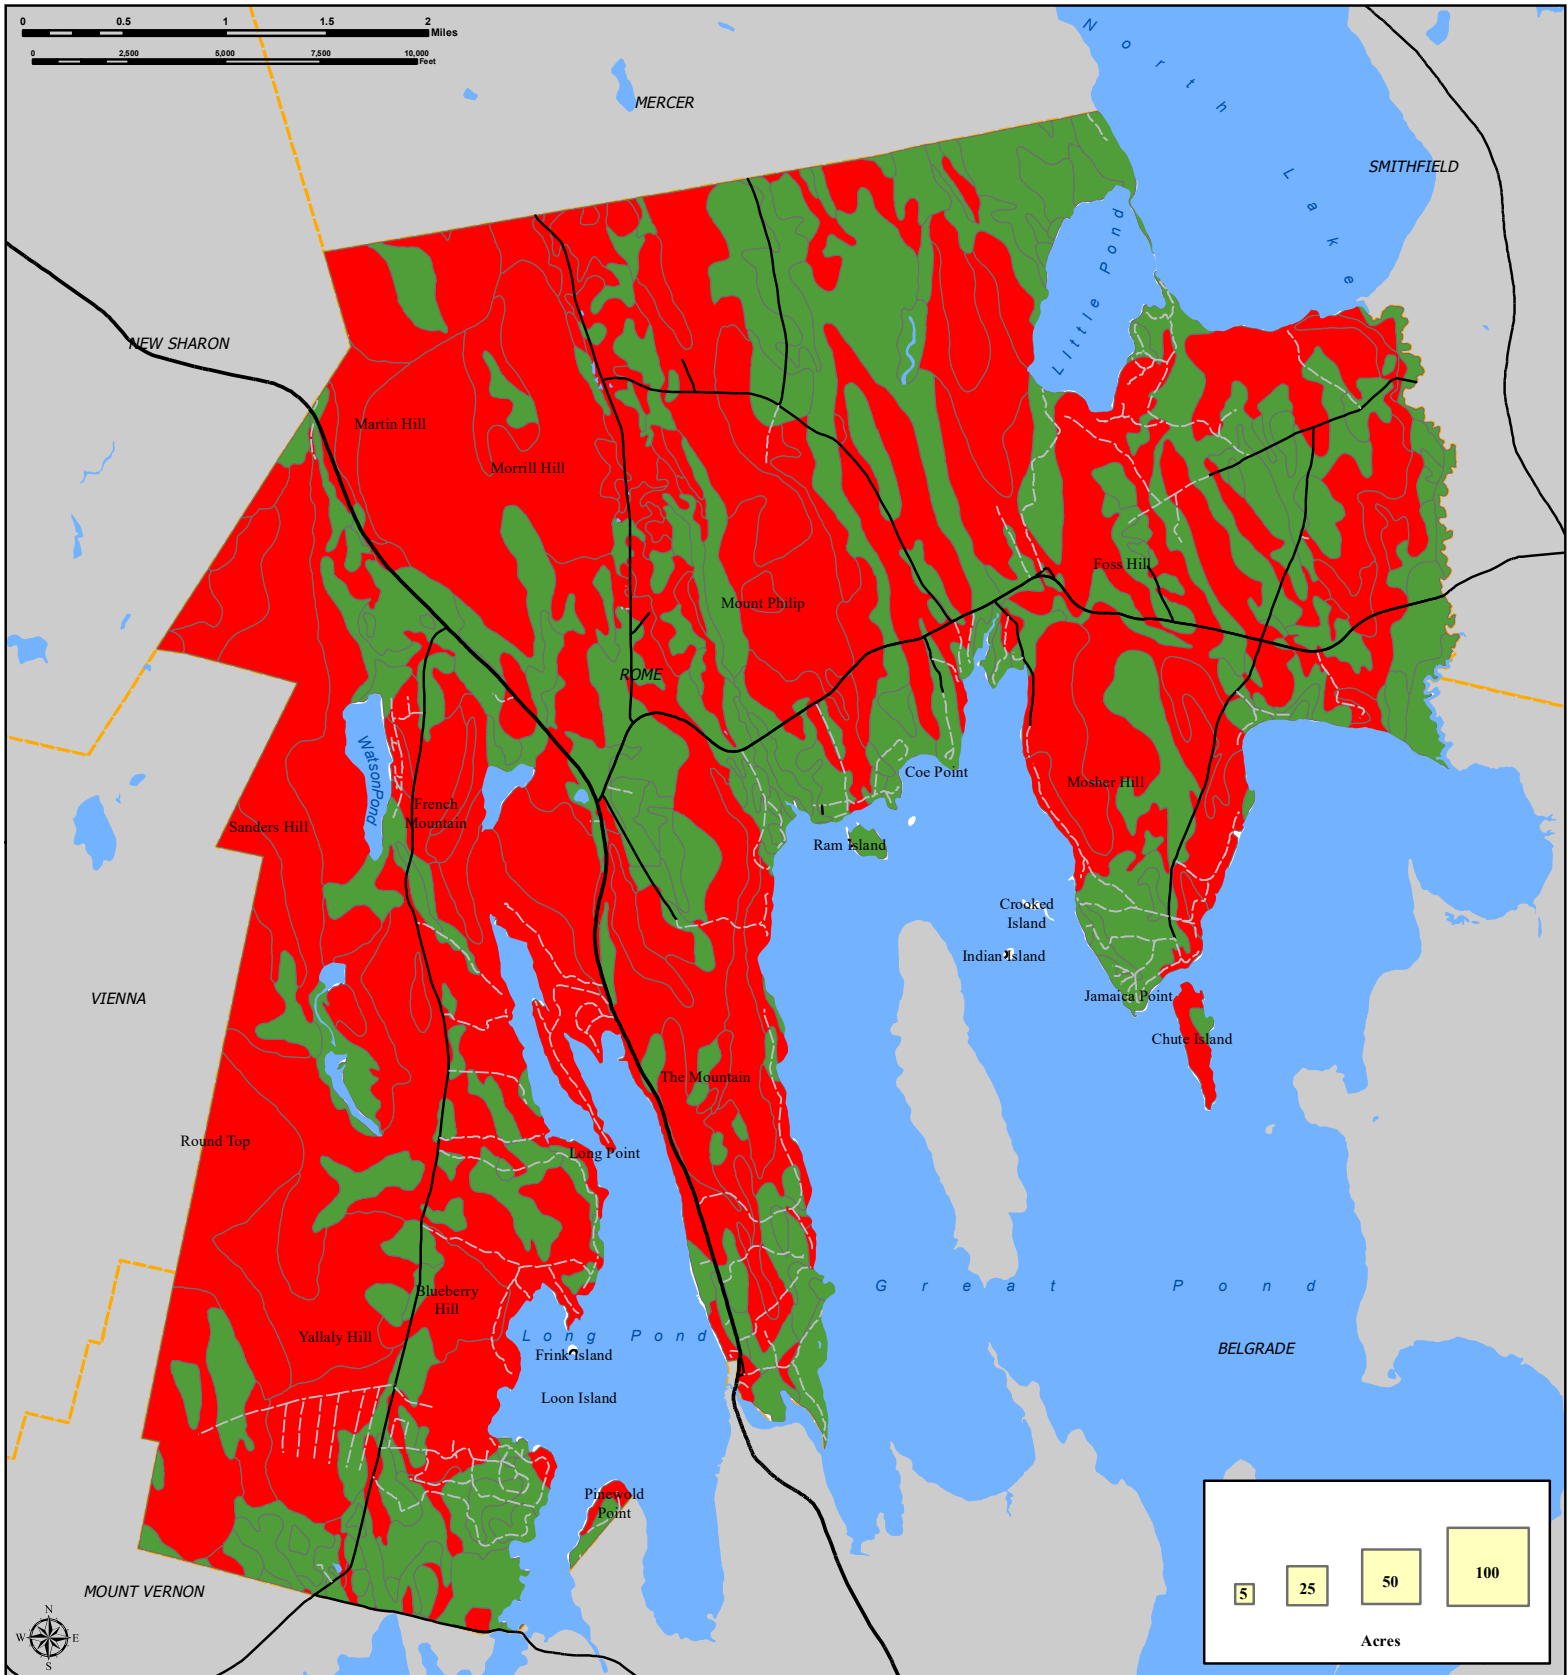 0 0.5 1 1.5 2
Miles
0 2,500 5,000 7,500 10,000
Feet
North Lake
MERCER
SMITHFIELD
Little Pond
NEW SHARON
Martin Hill
Morrill Hill
Foss Hill
Mount Philip
ROME
WatsonPond
Coe Point
Mosher Hill
French
Mountain
Sanders Hill
Ram Island
Crooked
Island
Indian Island
Jamaica Point
VIENNA
Chute Island
The Mountain
Round Top
Long Point
Great Pond
Blueberry
Hill
Yallaly Hill
Long Pond
BELGRADE
Frink Island
Loon Island
Pinewold
Point
MOUNT VERNON
5
25
50
100
Acres
N
W E
S